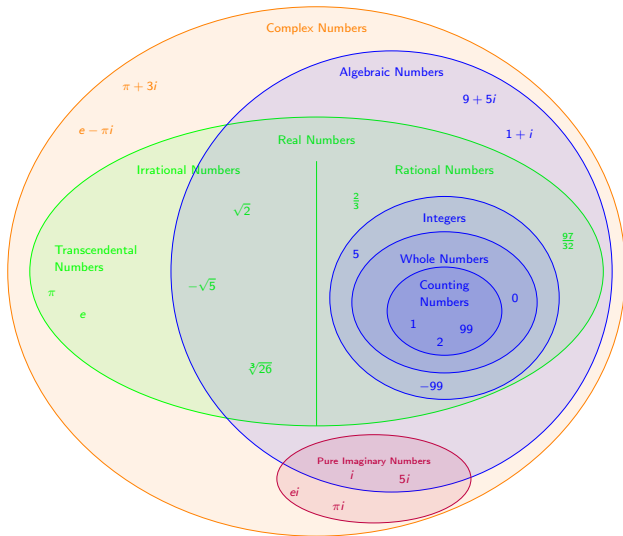 Complex Numbers
Algebraic Numbers
π + 3i
9 + 5i
e − πi
1 + i
Real Numbers
Irrational Numbers
Rational Numbers
√2
2/3
Integers
97/32
Transcendental
Numbers
5
Whole Numbers
Counting
Numbers
π
−√5
0
e
1
99
2
∛26
−99
Pure Imaginary Numbers
i
5i
ei
πi